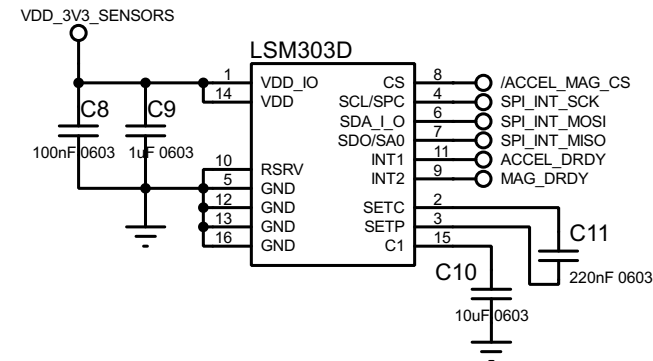 VDD_3V3_SENSORS
LSM303D
1 VDD_IO CS 8 /ACCEL_MAG_CS
14 VDD SCL/SPC 4 SPI_INT_SCK
C8 C9 SDA_I_O 6 SPI_INT_MOSI
100nF 0603 1uF 0603 SDO/SA0 7 SPI_INT_MISO
10 RSRV INT1 11 ACCEL_DRDY
5 GND INT2 9 MAG_DRDY
12 GND SETC 2
13 GND SETP 3 C11
16 GND C1 15
C10 220nF 0603
10uF 0603